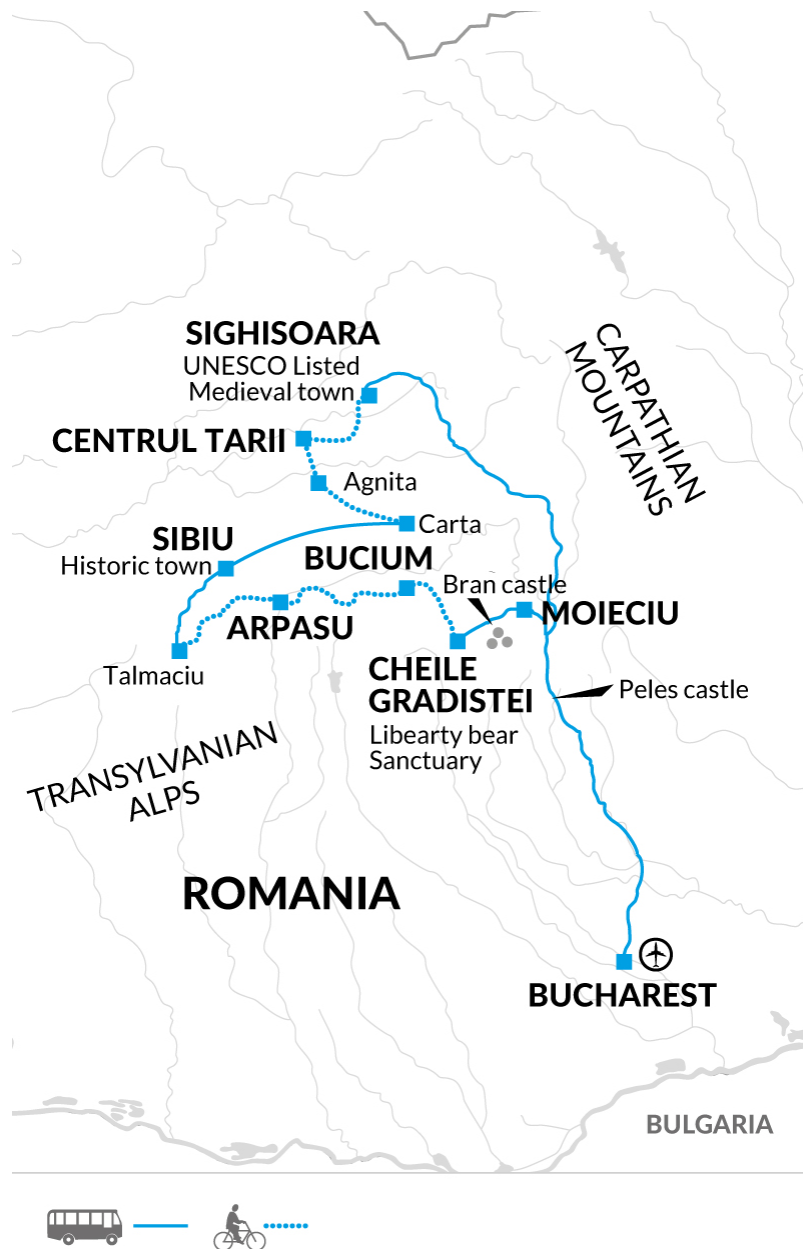 SIGHISOARA
UNESCO Listed
Medieval town
CARPATHIAN
MOUNTAINS
CENTRUL TARII
Agnita
Carta
SIBIU
Historic town
BUCIUM
Bran castle
MOIECIU
ARPASU
Talmaciu
CHEILE
GRADISTEI
Libearty bear
Sanctuary
Peles castle
TRANSYLVANIAN
ALPS
ROMANIA
BUCHAREST
BULGARIA